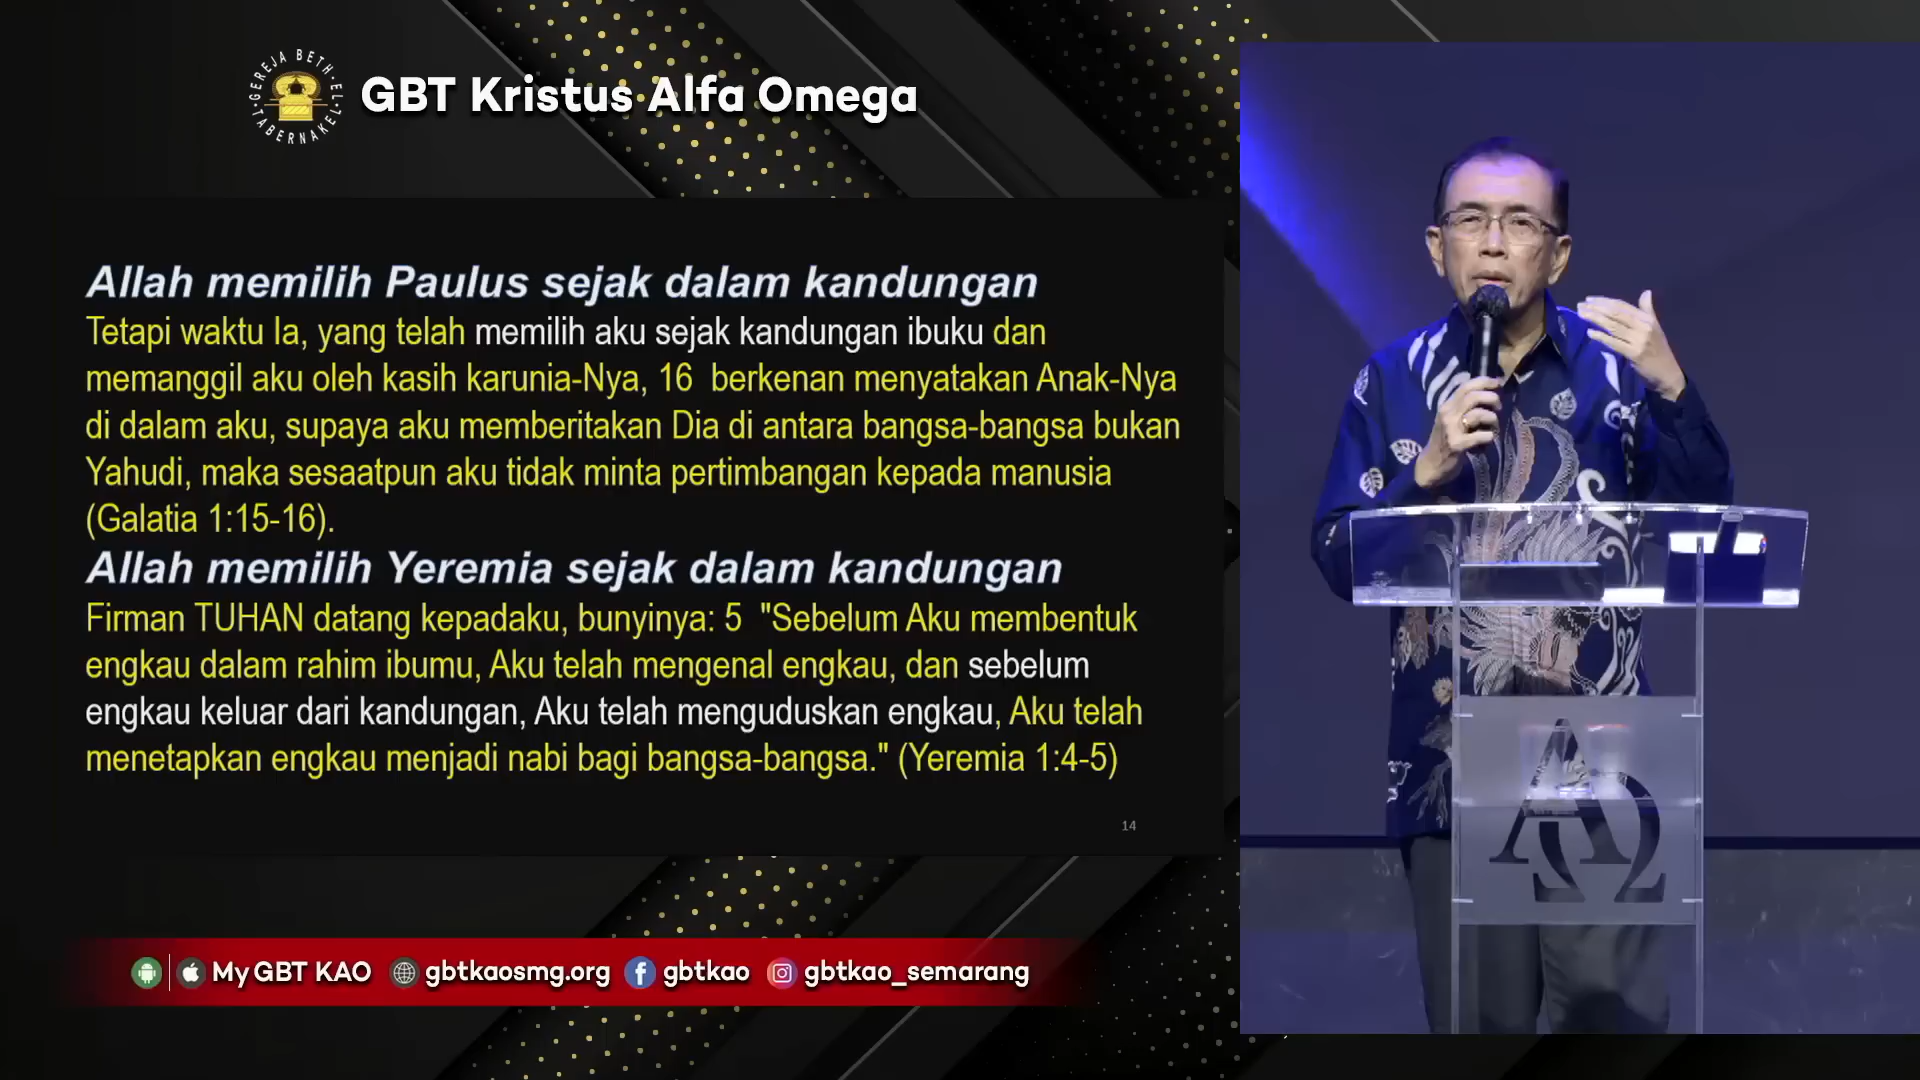 GEREJA BETH-EL TABERNAKEL
GBT Kristus Alfa Omega
Allah memilih Paulus sejak dalam kandungan
Tetapi waktu Ia, yang telah memilih aku sejak kandungan ibuku dan
memanggil aku oleh kasih karunia-Nya, 16 berkenan menyatakan Anak-Nya
di dalam aku, supaya aku memberitakan Dia di antara bangsa-bangsa bukan
Yahudi, maka sesaatpun aku tidak minta pertimbangan kepada manusia
(Galatia 1:15-16).
Allah memilih Yeremia sejak dalam kandungan
Firman TUHAN datang kepadaku, bunyinya: 5 "Sebelum Aku membentuk
engkau dalam rahim ibumu, Aku telah mengenal engkau, dan sebelum
engkau keluar dari kandungan, Aku telah menguduskan engkau, Aku telah
menetapkan engkau menjadi nabi bagi bangsa-bangsa." (Yeremia 1:4-5)
14
My GBT KAO gbtkaosmg.org gbtkao gbtkao_semarang
ΑΩ